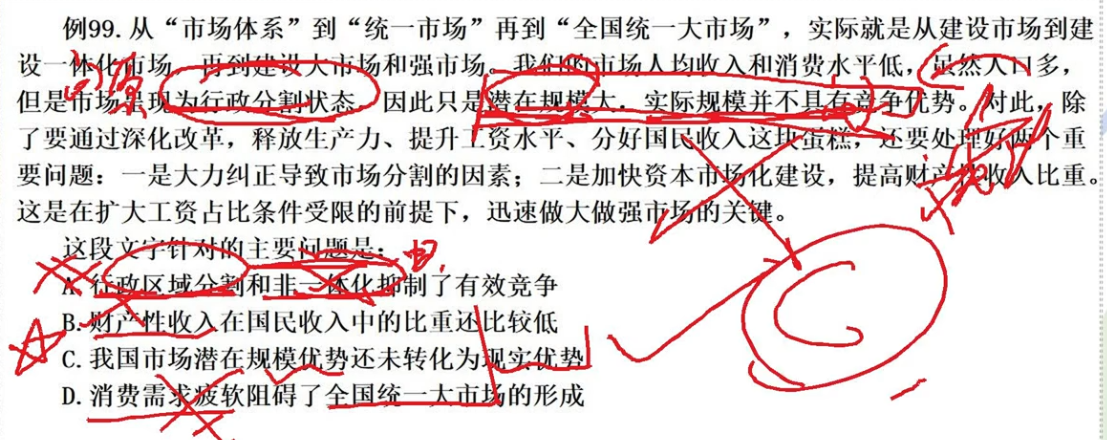 例99.从“市场体系”到“统一市场”再到“全国统一大市场”，实际就是从建设市场到建
设一体化市场，再到建设大市场和强市场。我们的市场人均收入和消费水平低，虽然人口多，
但是市场呈现为行政分割状态。因此只是潜在规模大，实际规模并不具有竞争优势。对此，除
了要通过深化改革，释放生产力、提升工资水平、分好国民收入这块蛋糕，还要处理好两个重
要问题：一是大力纠正导致市场分割的因素；二是加快资本市场化建设，提高财产性收入比重。
这是在扩大工资占比条件受限的前提下，迅速做大做强市场的关键。
这段文字针对的主要问题是：
A.行政区域分割和非一体化抑制了有效竞争
B.财产性收入在国民收入中的比重还比较低
C.我国市场潜在规模优势还未转化为现实优势
D.消费需求疲软阻碍了全国统一大市场的形成